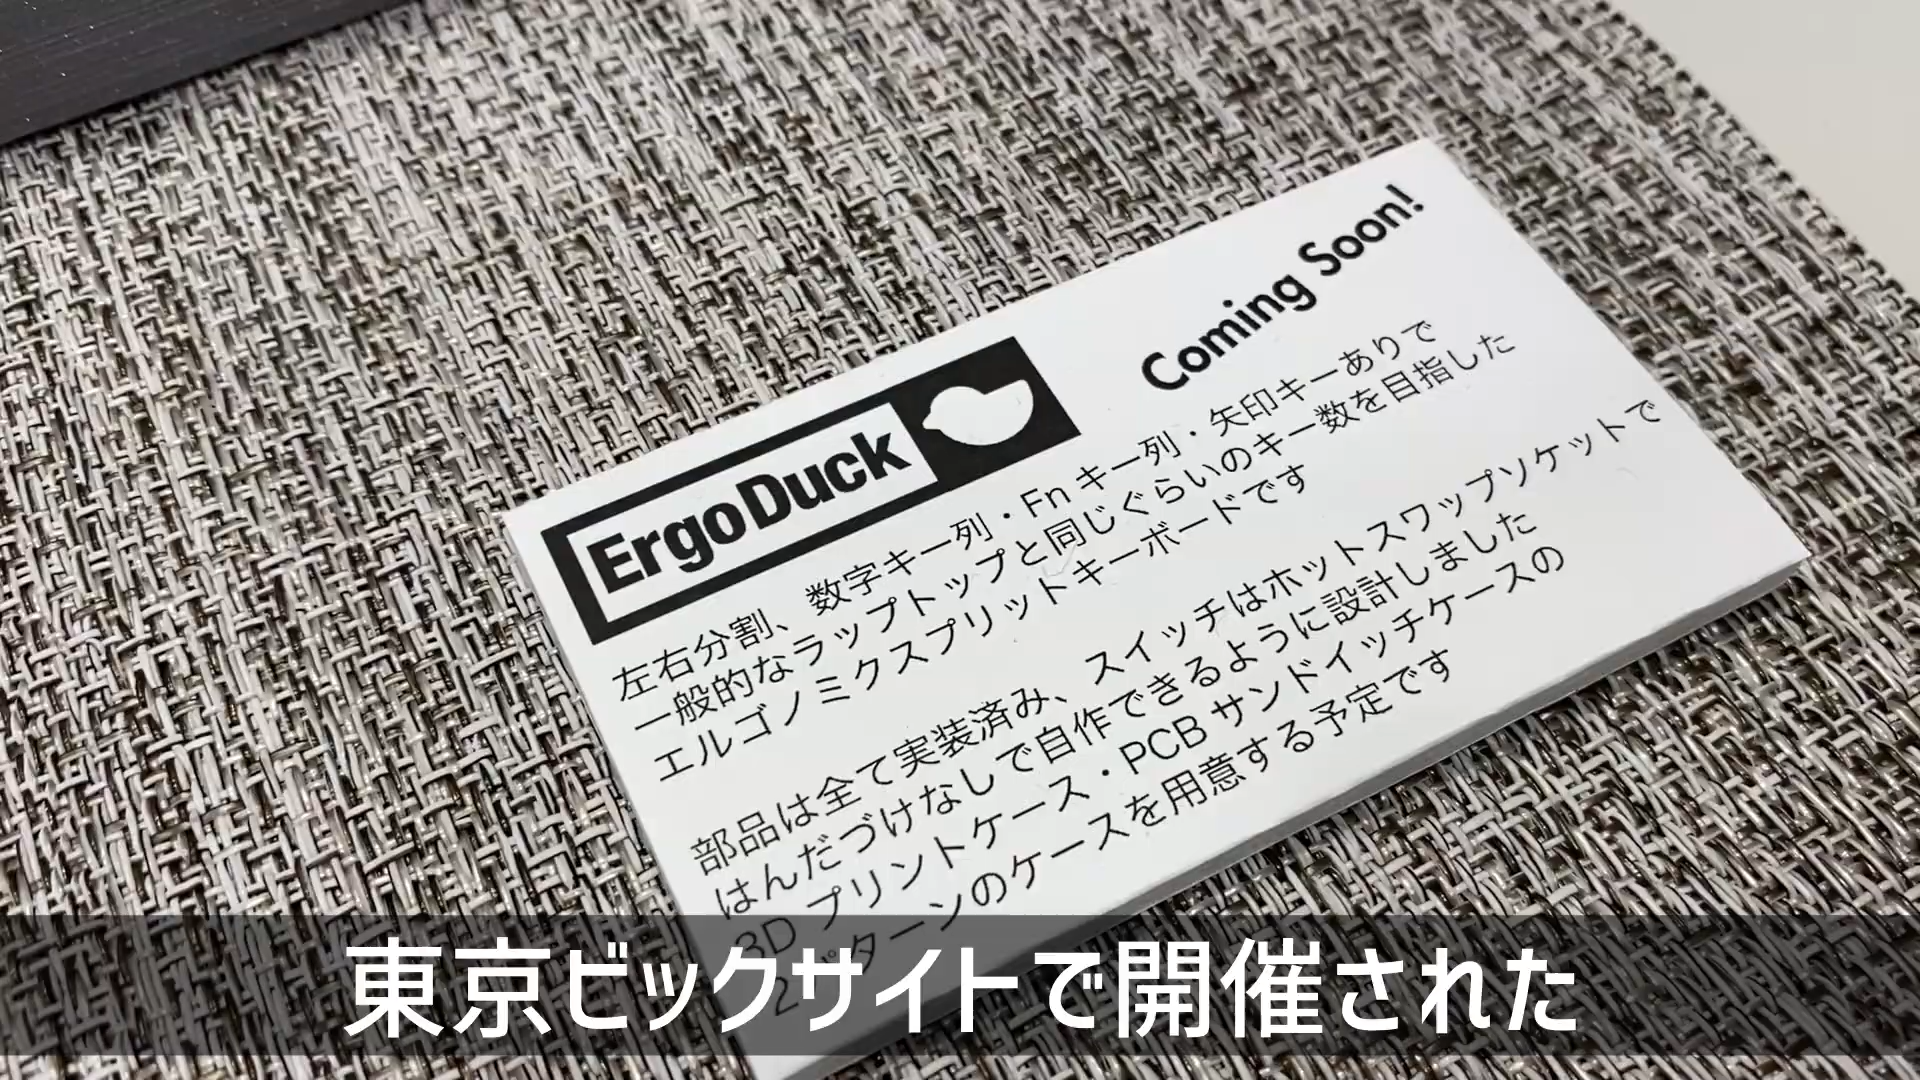 ErgoDuck
Coming Soon!
左右分割、数字キー列・Fn キー列・矢印キーありで
一般的なラップトップと同じぐらいのキー数を目指した
エルゴノミクスプリットキーボードです
部品は全て実装済み、スイッチはホットスワップソケットで
はんだづけなしで自作できるように設計しました
3D プリントケース・PCB サンドイッチケースの
2パターンのケースを用意する予定です
東京ビックサイトで開催された